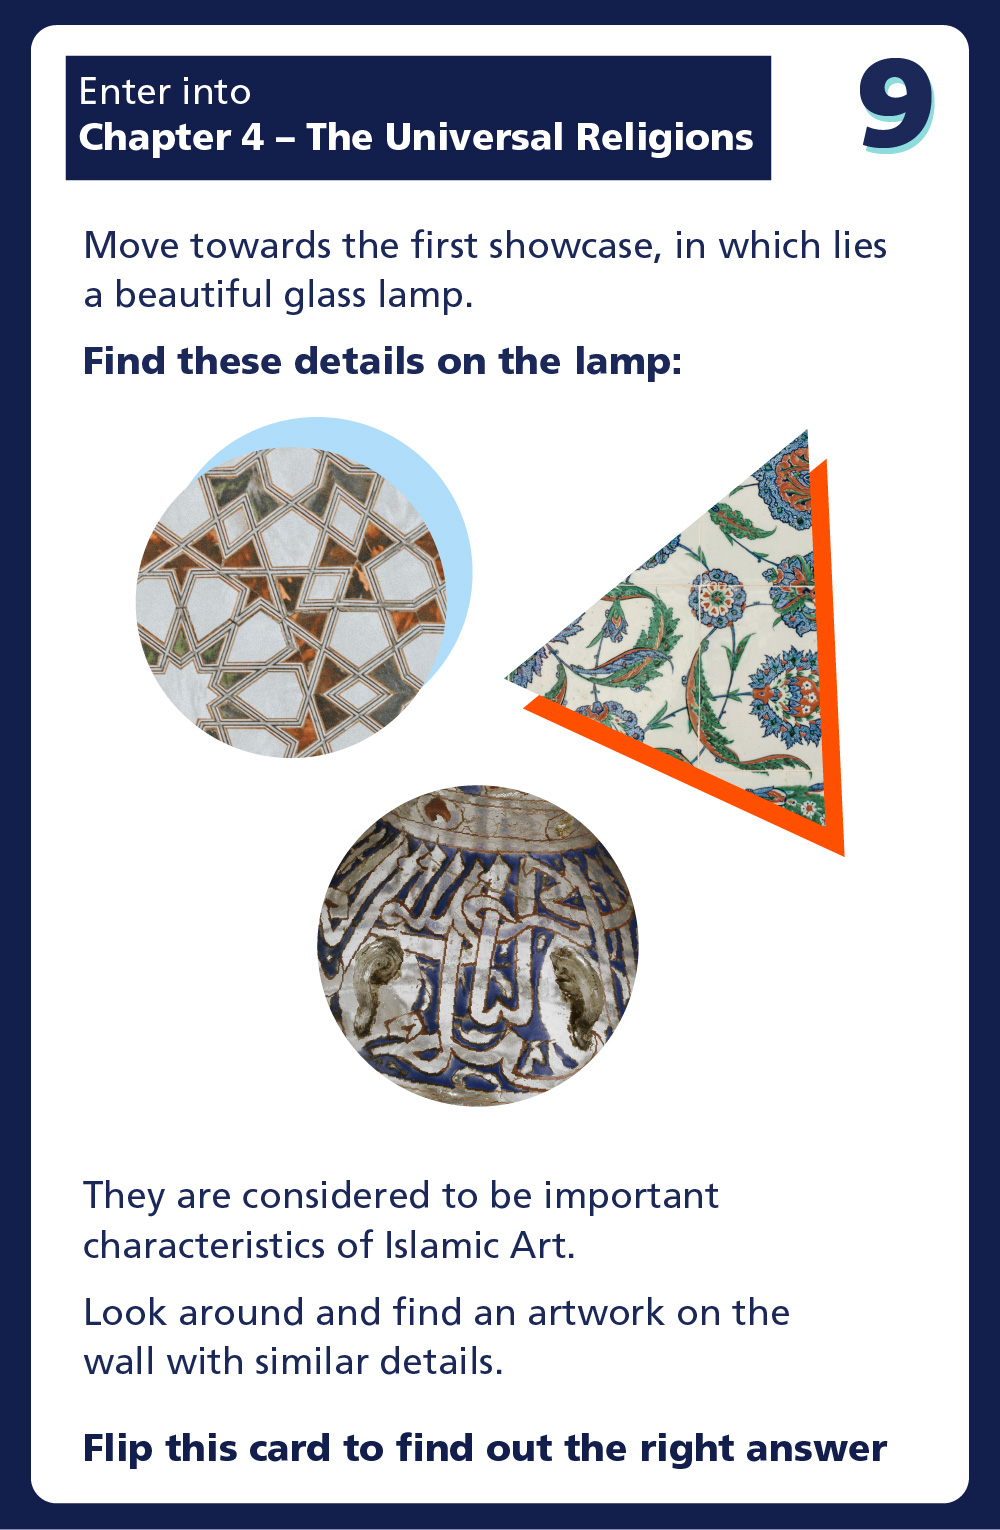 Enter into
Chapter 4 – The Universal Religions
9
Move towards the first showcase, in which lies
a beautiful glass lamp.
Find these details on the lamp:
They are considered to be important
characteristics of Islamic Art.
Look around and find an artwork on the
wall with similar details.
Flip this card to find out the right answer